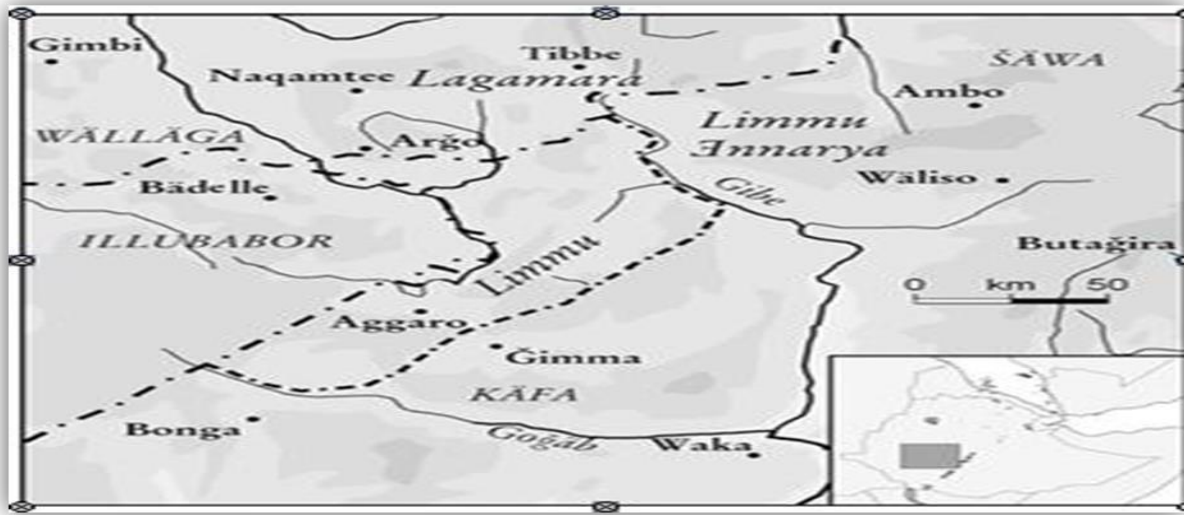 Gimbi
Tibbe
ŠÄWA
Naqamtee
Lagamara
Ambo
Limmu
Ǝnnarya
WÄLLÄGA
Arǧo
Wäliso
Bädelle
Gibe
ILLUBABOR
Limmu
Butaǧira
0 km 50
Aggaro
Ǧimma
KÄFA
Bonga
Goǧäb
Waka